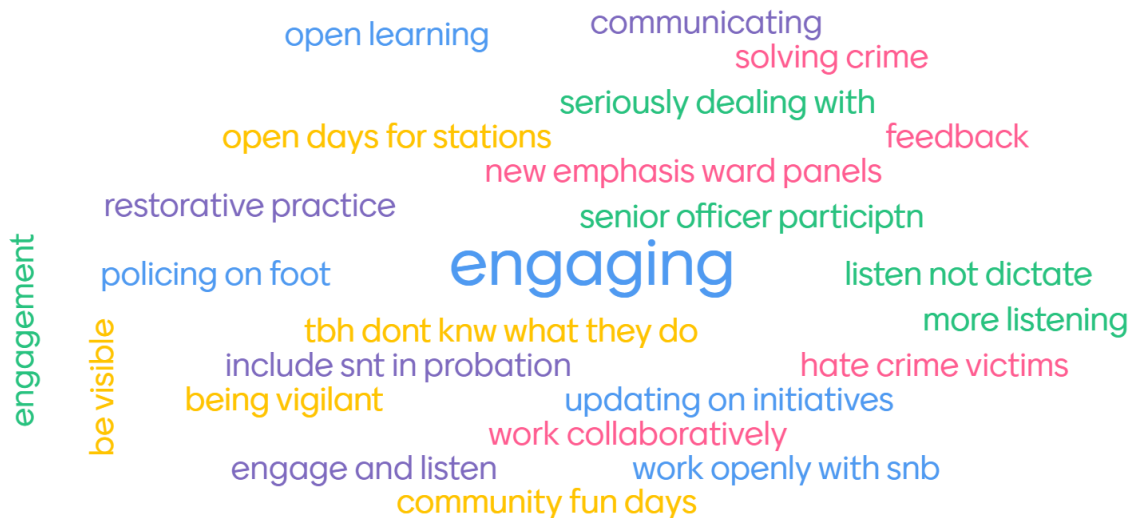 open learning
communicating
solving crime
seriously dealing with
open days for stations
feedback
new emphasis ward panels
restorative practice
senior officer participtn
engagement
engaging
policing on foot
listen not dictate
more listening
be visible
tbh dont knw what they do
include snt in probation
hate crime victims
being vigilant
updating on initiatives
work collaboratively
engage and listen
work openly with snb
community fun days